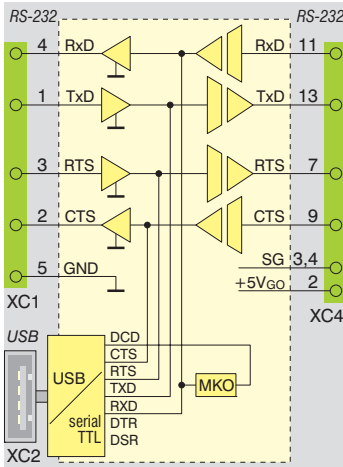 RS-232 RS-232
4 RxD RxD 11
1 TxD TxD 13
3 RTS RTS 7
2 CTS CTS 9
5 GND SG 3,4
+5VGO 2
XC1 XC4
USB
DCD
CTS
USB RTS MKO
TXD
RXD
serial DTR
TTL DSR
XC2